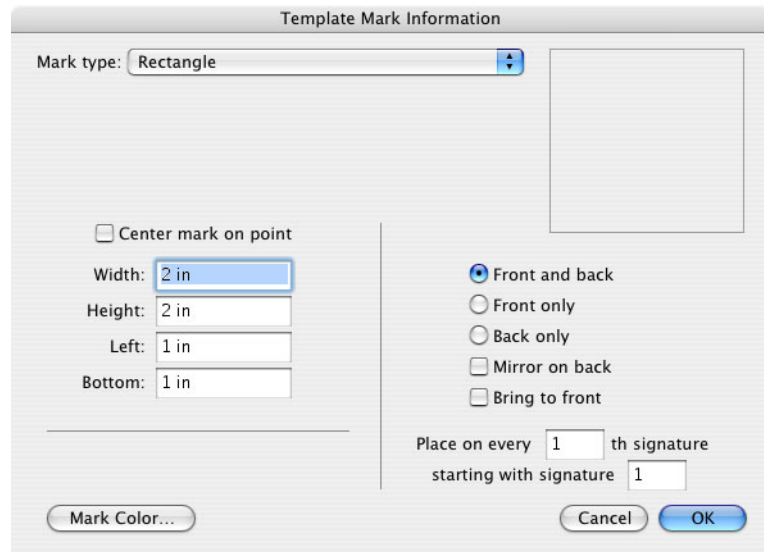 Template Mark Information
Mark type: Rectangle
Center mark on point
Width: 2 in
Height: 2 in
Left: 1 in
Bottom: 1 in
Front and back
Front only
Back only
Mirror on back
Bring to front
Place on every 1 th signature
starting with signature 1
Mark Color...
Cancel
OK